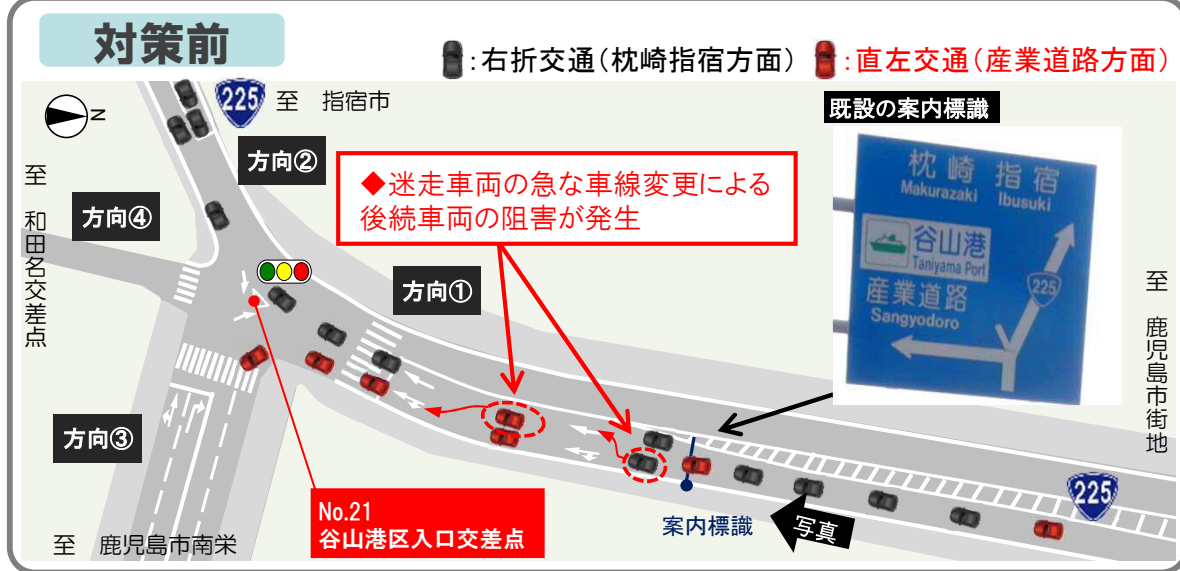 対策前
:右折交通(枕崎指宿方面)
:直左交通(産業道路方面)
225 至 指宿市
N
既設の案内標識
枕崎 指宿
Makurazaki Ibusuki
谷山港
Taniyama Port
225
産業道路
Sangyodoro
方向②
◆迷走車両の急な車線変更による
後続車両の阻害が発生
至 和田名交差点
方向④
方向①
至 鹿児島市街地
方向③
No.21
谷山港区入口交差点
案内標識
写真
225
至 鹿児島市南栄